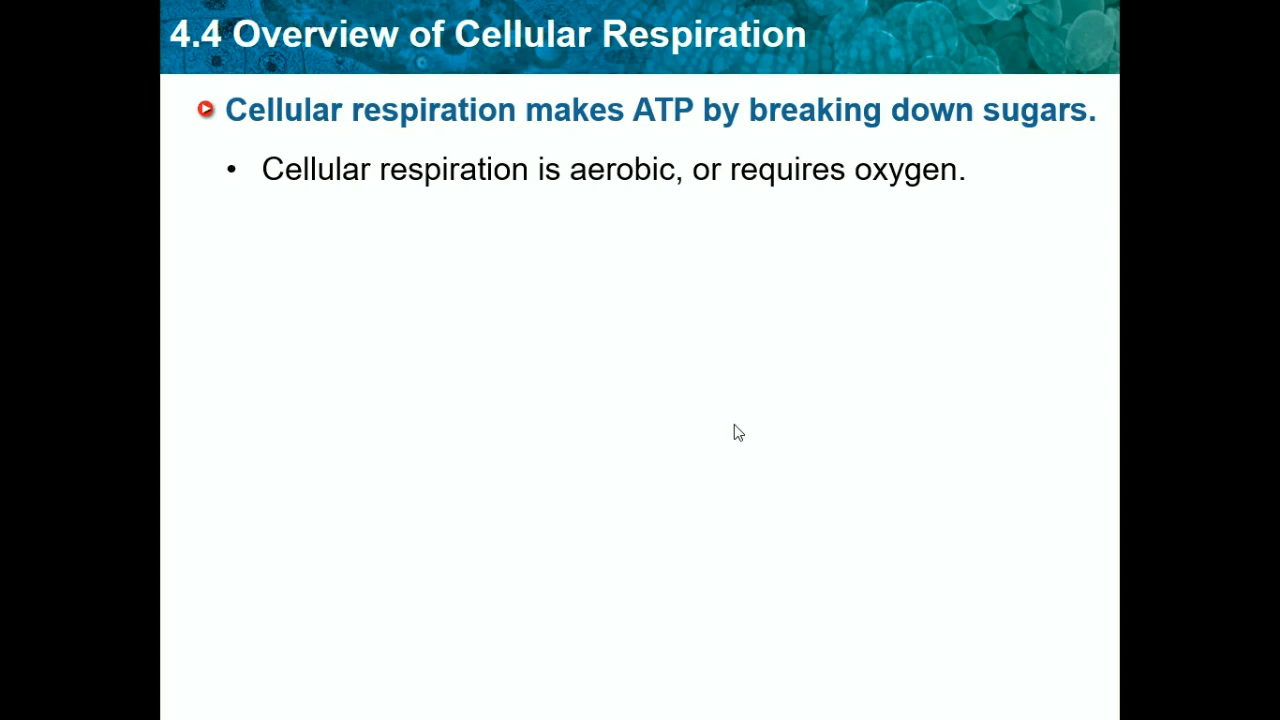 4.4 Overview of Cellular Respiration
Cellular respiration makes ATP by breaking down sugars.
• Cellular respiration is aerobic, or requires oxygen.